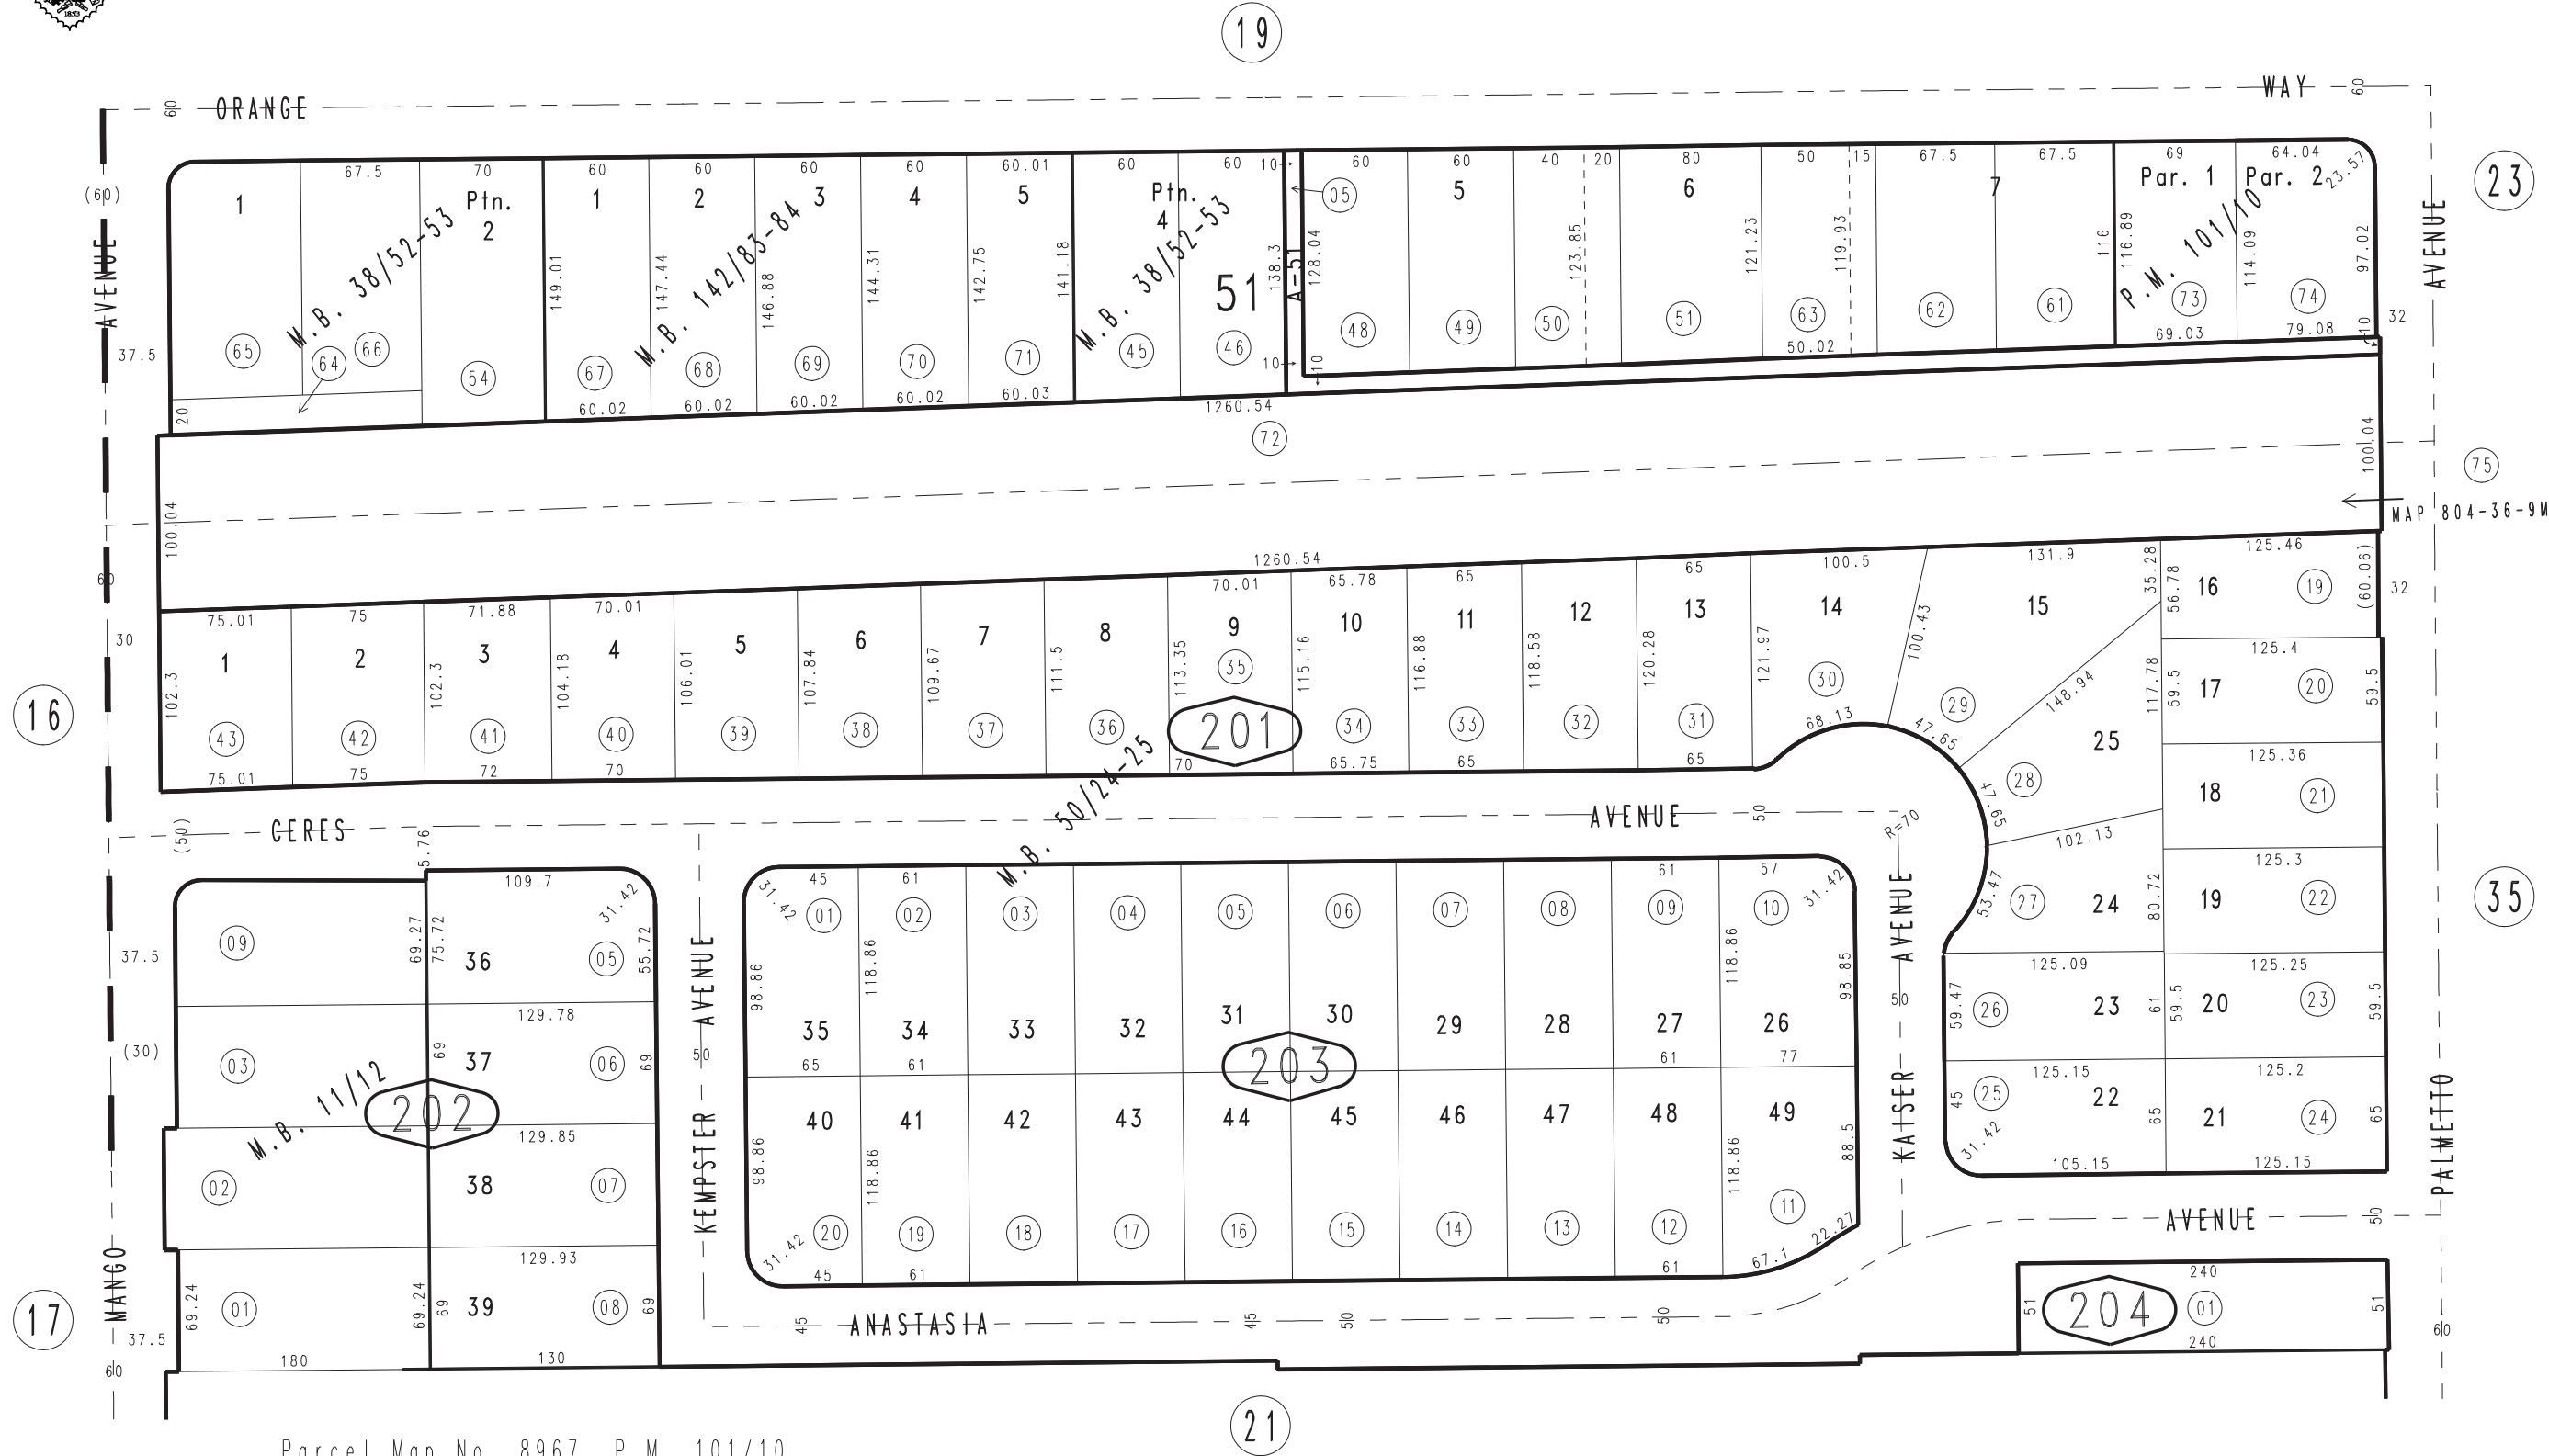 1853
19
ORANGE WAY
60 60
(60) 23
1 67.5 70 60 60 60 60 60.01 60 60 10 60 60 40 20 80 50 15 67.5 67.5 69 64.04 23.57
Ptn. 2 1 2 3 4 5 Ptn. 4 05 5 6 7 Par. 1 Par. 2
M.B. 38/52-53 M.B. 142/83-84 M.B. 38/52-53 P.M. 101/10
AVENUE AVENUE
149.01 147.44 146.88 144.31 142.75 141.18 138.3 A-51 128.04 123.85 121.23 119.93 116 116.89 114.09 97.02
51
37.5 65 64 66 54 67 68 69 70 71 45 46 48 49 50 51 63 62 61 73 74 32
50.02 69.03 79.08 10
20 60.02 60.02 60.02 60.02 60.03 10 10
1260.54
72
100.04 100.04 75
MAP 804-36-9M
60
1260.54
75.01 75 71.88 70.01 70.01 65.78 65 65 100.5 131.9 35.28 125.46
30 1 2 3 4 5 6 7 8 9 10 11 12 13 14 15 56.78 16 19 (60.06) 32
102.3 102.3 104.18 106.01 107.84 109.67 111.5 113.35 35 115.16 116.88 118.58 120.28 121.97 100.43 148.94 117.78
125.4
59.5 17 20 59.5
16 43 42 41 40 39 38 37 36 201 34 33 32 31 30 29
68.13 47.65 25
75.01 75 72 70 70 65.75 65 65
125.36
28 47.65 18 21
M.B. 50/24-25
(50) CERES AVENUE 50 R=70 102.13
5.76
125.3
109.7 31.42
31.42 45 61 61 57 31.42
01 02 03 04 05 06 07 08 09 10
53.47 27 24 80.72 19 22 35
09 69.27 75.72 36 05 55.72
37.5
98.86 118.86 118.86 98.85
KEMPSTER AVENUE KAISER AVENUE
125.09 125.25
129.78
35 34 33 32 31 30 29 28 27 26
50 59.47 26 23 61 59.5 20 23 59.5
(30) 03 69 37 06 69 50 65 61 203 61 77
125.15 125.2
M.B. 11/12 202
40 41 42 43 44 45 46 47 48 49
45 25 22 65 21 24 65
31.42
129.85
98.86 118.86 118.86 88.5
105.15 125.15
02 38 07
PALMETTO
20 19 18 17 16 15 14 13 12 11
31.42 22.27
AVENUE 50
129.93
45 61 61 67.1
17 MANGO 69.24 01 69.24 69 39 08 69
240
51 204 01 51
240
45 ANASTASIA 45 50 50
37.5 60
180 130
60
21
Parcel Map No. 8967, P.M. 101/10